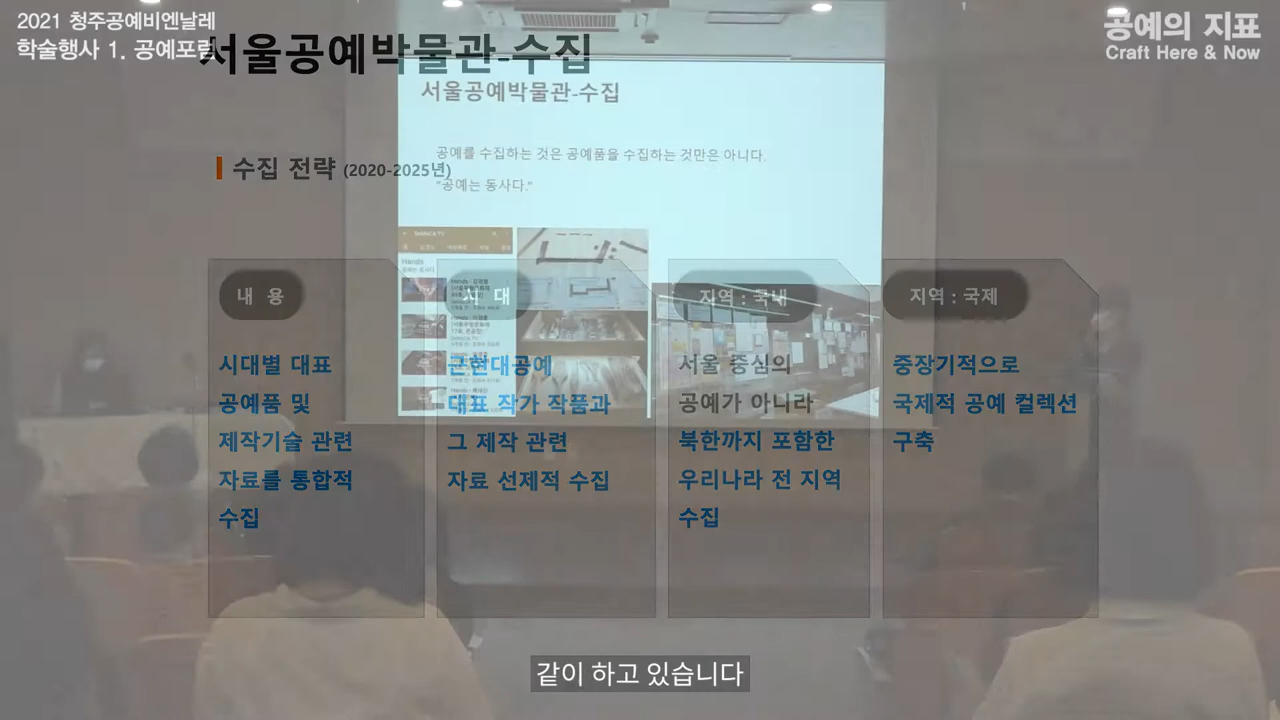 2021 청주공예비엔날레
학술행사 1. 공예포럼
공예의 지표
Craft Here & Now
서울공예박물관-수집
서울공예박물관-수집
공예를 수집하는 것은 공예품을 수집하는 것만은 아니다.
"공예는 동사다."
수집 전략 (2020-2025년)
Hands
내 용
시대별 대표
공예품 및
제작기술 관련
자료를 통합적
수집
시 대
근현대공예
대표 작가 작품과
그 제작 관련
자료 선제적 수집
지역 : 국내
서울 중심의
공예가 아니라
북한까지 포함한
우리나라 전 지역
수집
지역 : 국제
중장기적으로
국제적 공예 컬렉션
구축
같이 하고 있습니다